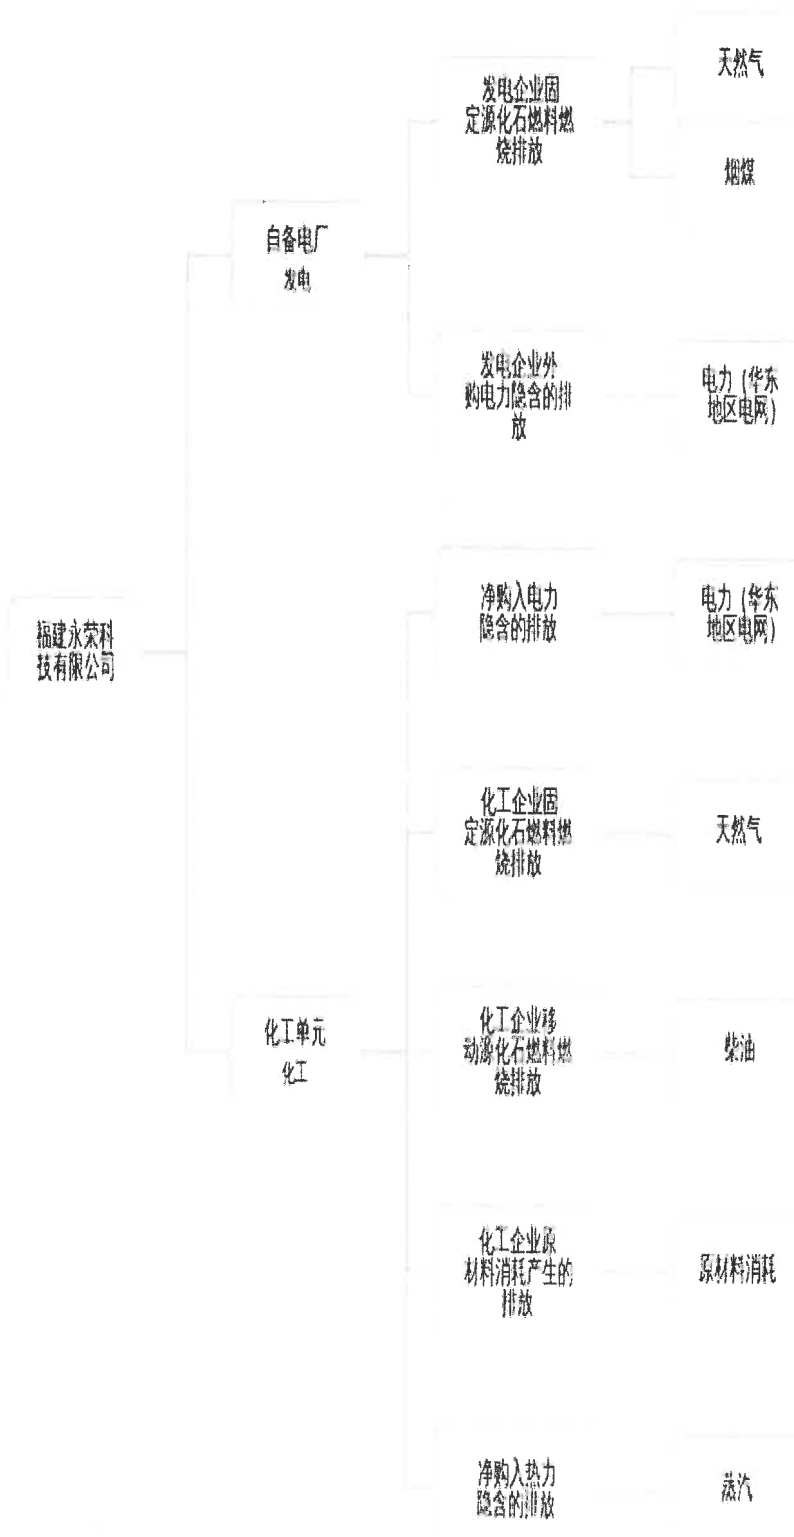 天然气
发电企业固
定源化石燃料燃
烧排放
烟煤
自备电厂
发电
发电企业外
购电力隐含的排
放
电力（华东
地区电网）
净购入电力
隐含的排放
电力（华东
地区电网）
福建永荣科
技有限公司
化工企业固
定源化石燃料燃
烧排放
天然气
化工单元
化工
化工企业移
动源化石燃料燃
烧排放
柴油
化工企业原
材料消耗产生的
排放
原材料消耗
净购入热力
隐含的排放
蒸汽